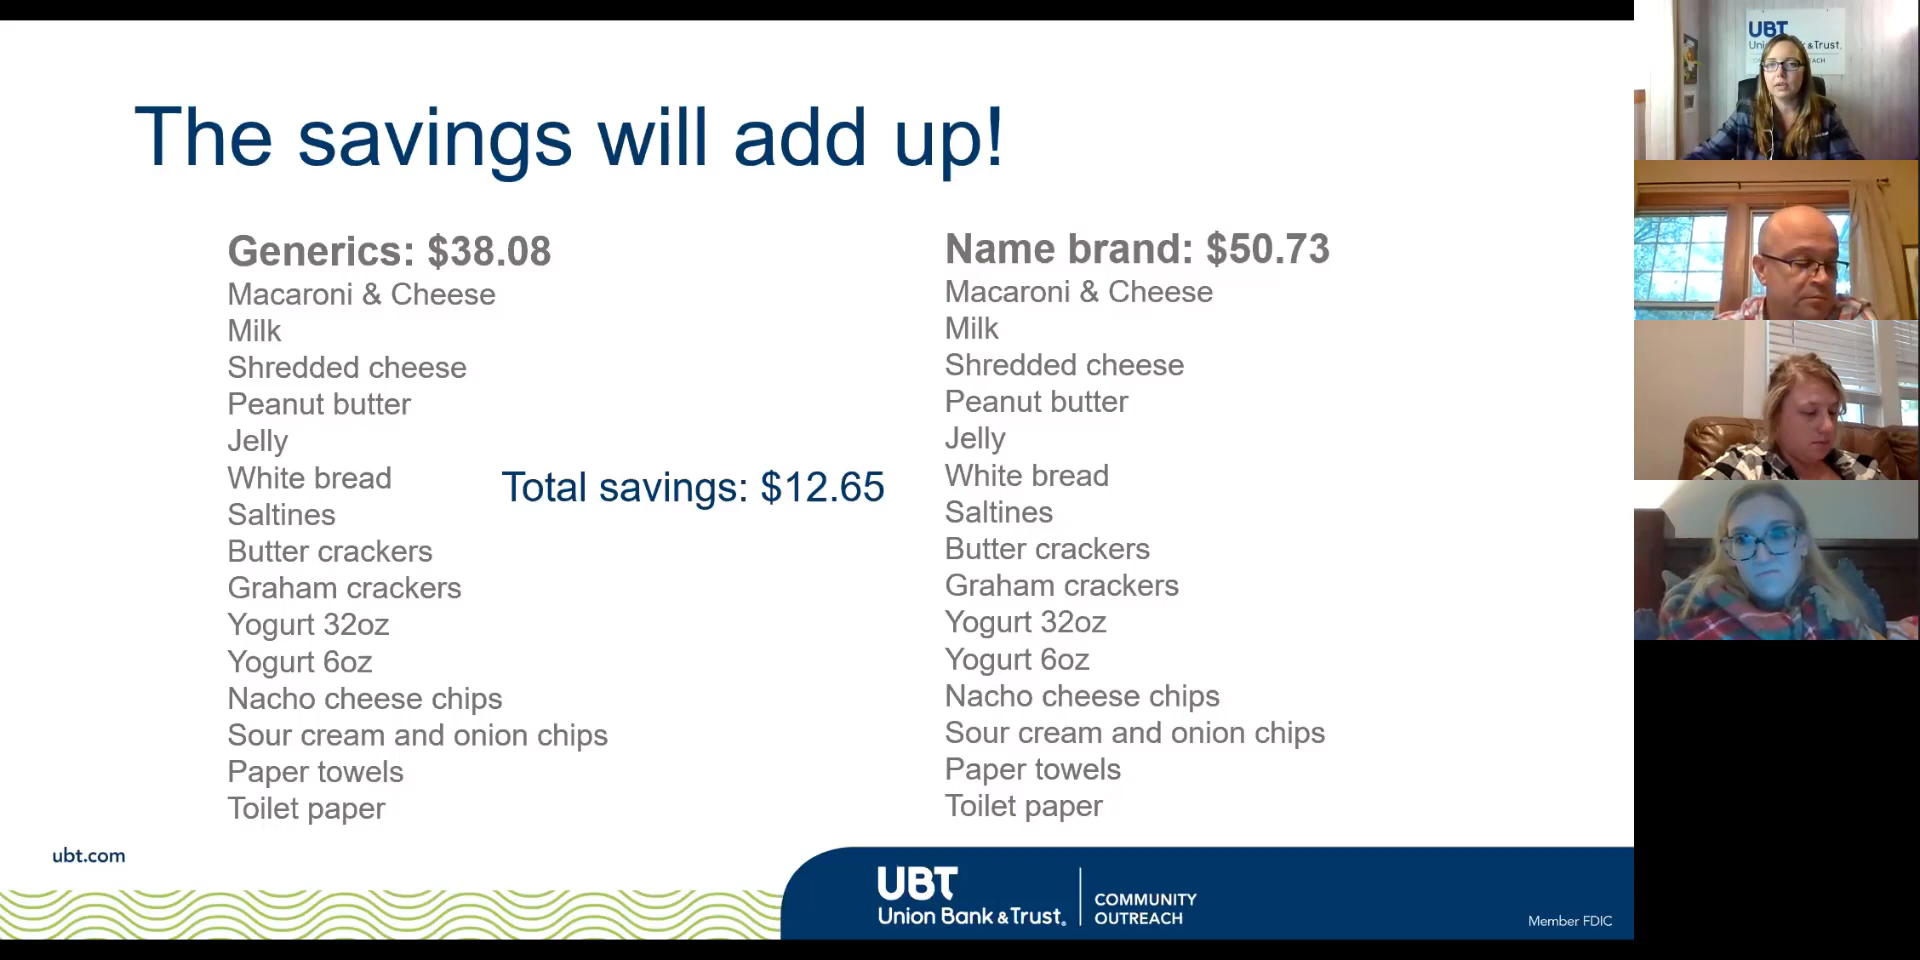 The savings will add up!
Generics: $38.08
Macaroni & Cheese
Milk
Shredded cheese
Peanut butter
Jelly
White bread
Saltines
Butter crackers
Graham crackers
Yogurt 32oz
Yogurt 6oz
Nacho cheese chips
Sour cream and onion chips
Paper towels
Toilet paper
Total savings: $12.65
Name brand: $50.73
Macaroni & Cheese
Milk
Shredded cheese
Peanut butter
Jelly
White bread
Saltines
Butter crackers
Graham crackers
Yogurt 32oz
Yogurt 6oz
Nacho cheese chips
Sour cream and onion chips
Paper towels
Toilet paper
ubt.com
UBT
Union Bank & Trust®
COMMUNITY
OUTREACH
Member FDIC
UBT
& Trust.